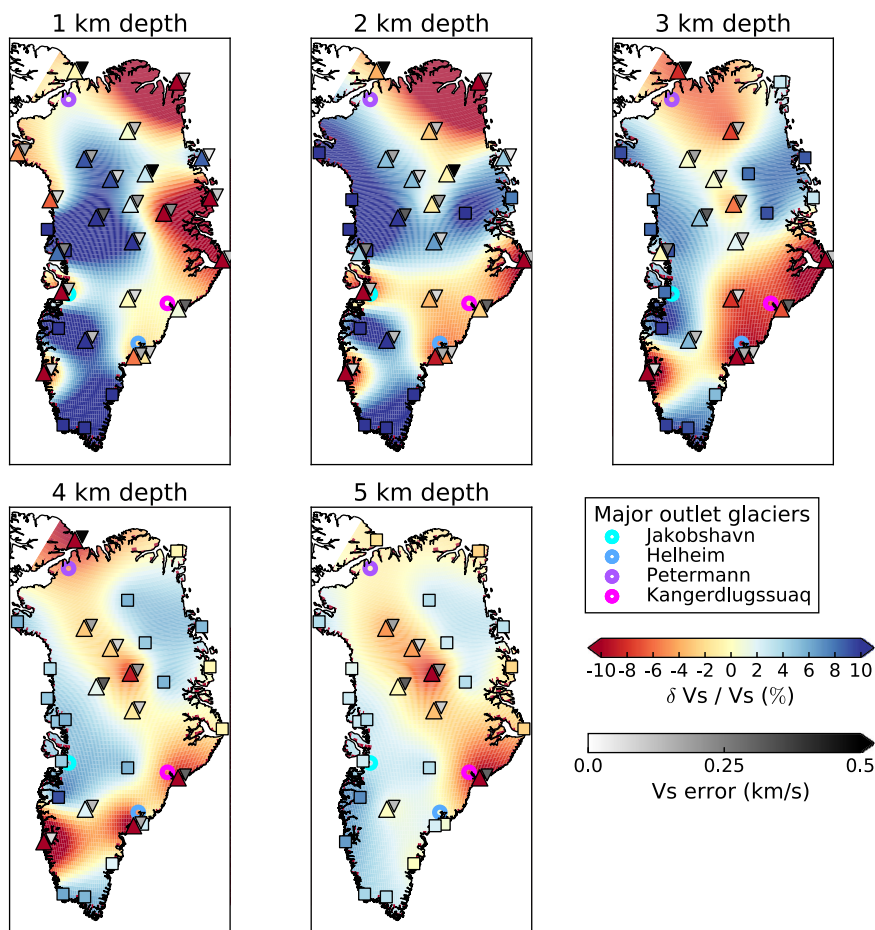 1 km depth
2 km depth
3 km depth
4 km depth
5 km depth
Major outlet glaciers
Jakobshavn
Helheim
Petermann
Kangerdlugssuaq
-10 -8 -6 -4 -2 0 2 4 6 8 10
δ Vs / Vs (%)
0.0 0.25 0.5
Vs error (km/s)